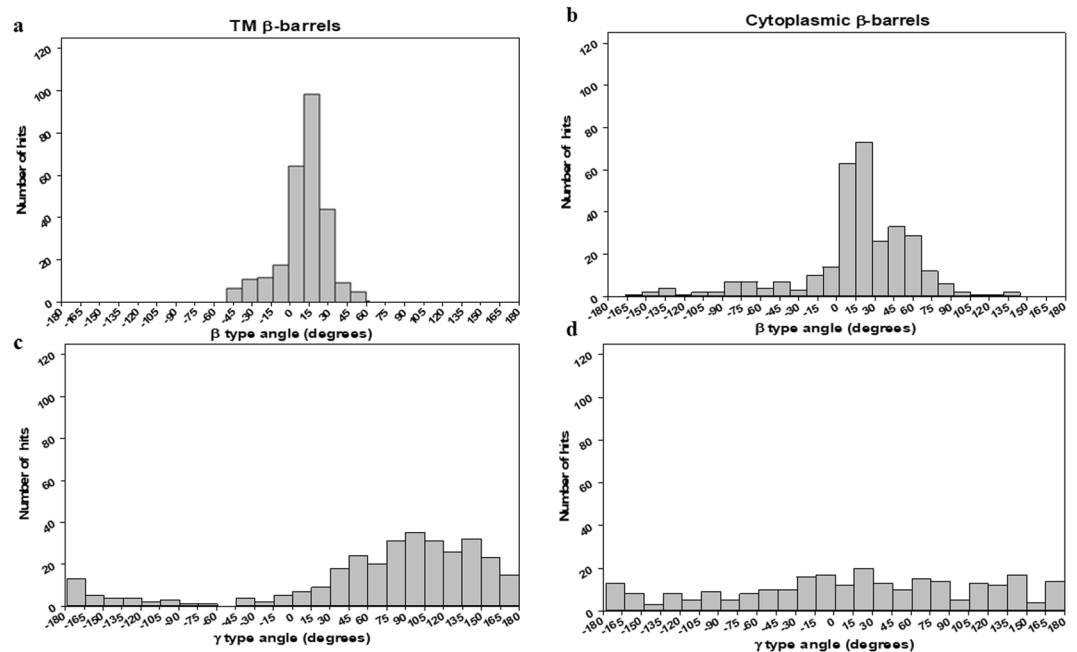 a
TM β-barrels
120
100
80
60
40
20
0
Number of hits
-180 -165 -150 -135 -120 -105 -90 -75 -60 -45 -30 -15 0 15 30 45 60 75 90 105 120 135 150 165 180
β type angle (degrees)
b
Cytoplasmic β-barrels
120
100
80
60
40
20
0
Number of hits
-180 -165 -150 -135 -120 -105 -90 -75 -60 -45 -30 -15 0 15 30 45 60 75 90 105 120 135 150 165 180
β type angle (degrees)
c
120
100
80
60
40
20
0
Number of hits
-180 -165 -150 -135 -120 -105 -90 -75 -60 -45 -30 -15 0 15 30 45 60 75 90 105 120 135 150 165 180
γ type angle (degrees)
d
120
100
80
60
40
20
0
Number of hits
-180 -165 -150 -135 -120 -105 -90 -75 -60 -45 -30 -15 0 15 30 45 60 75 90 105 120 135 150 165 180
γ type angle (degrees)